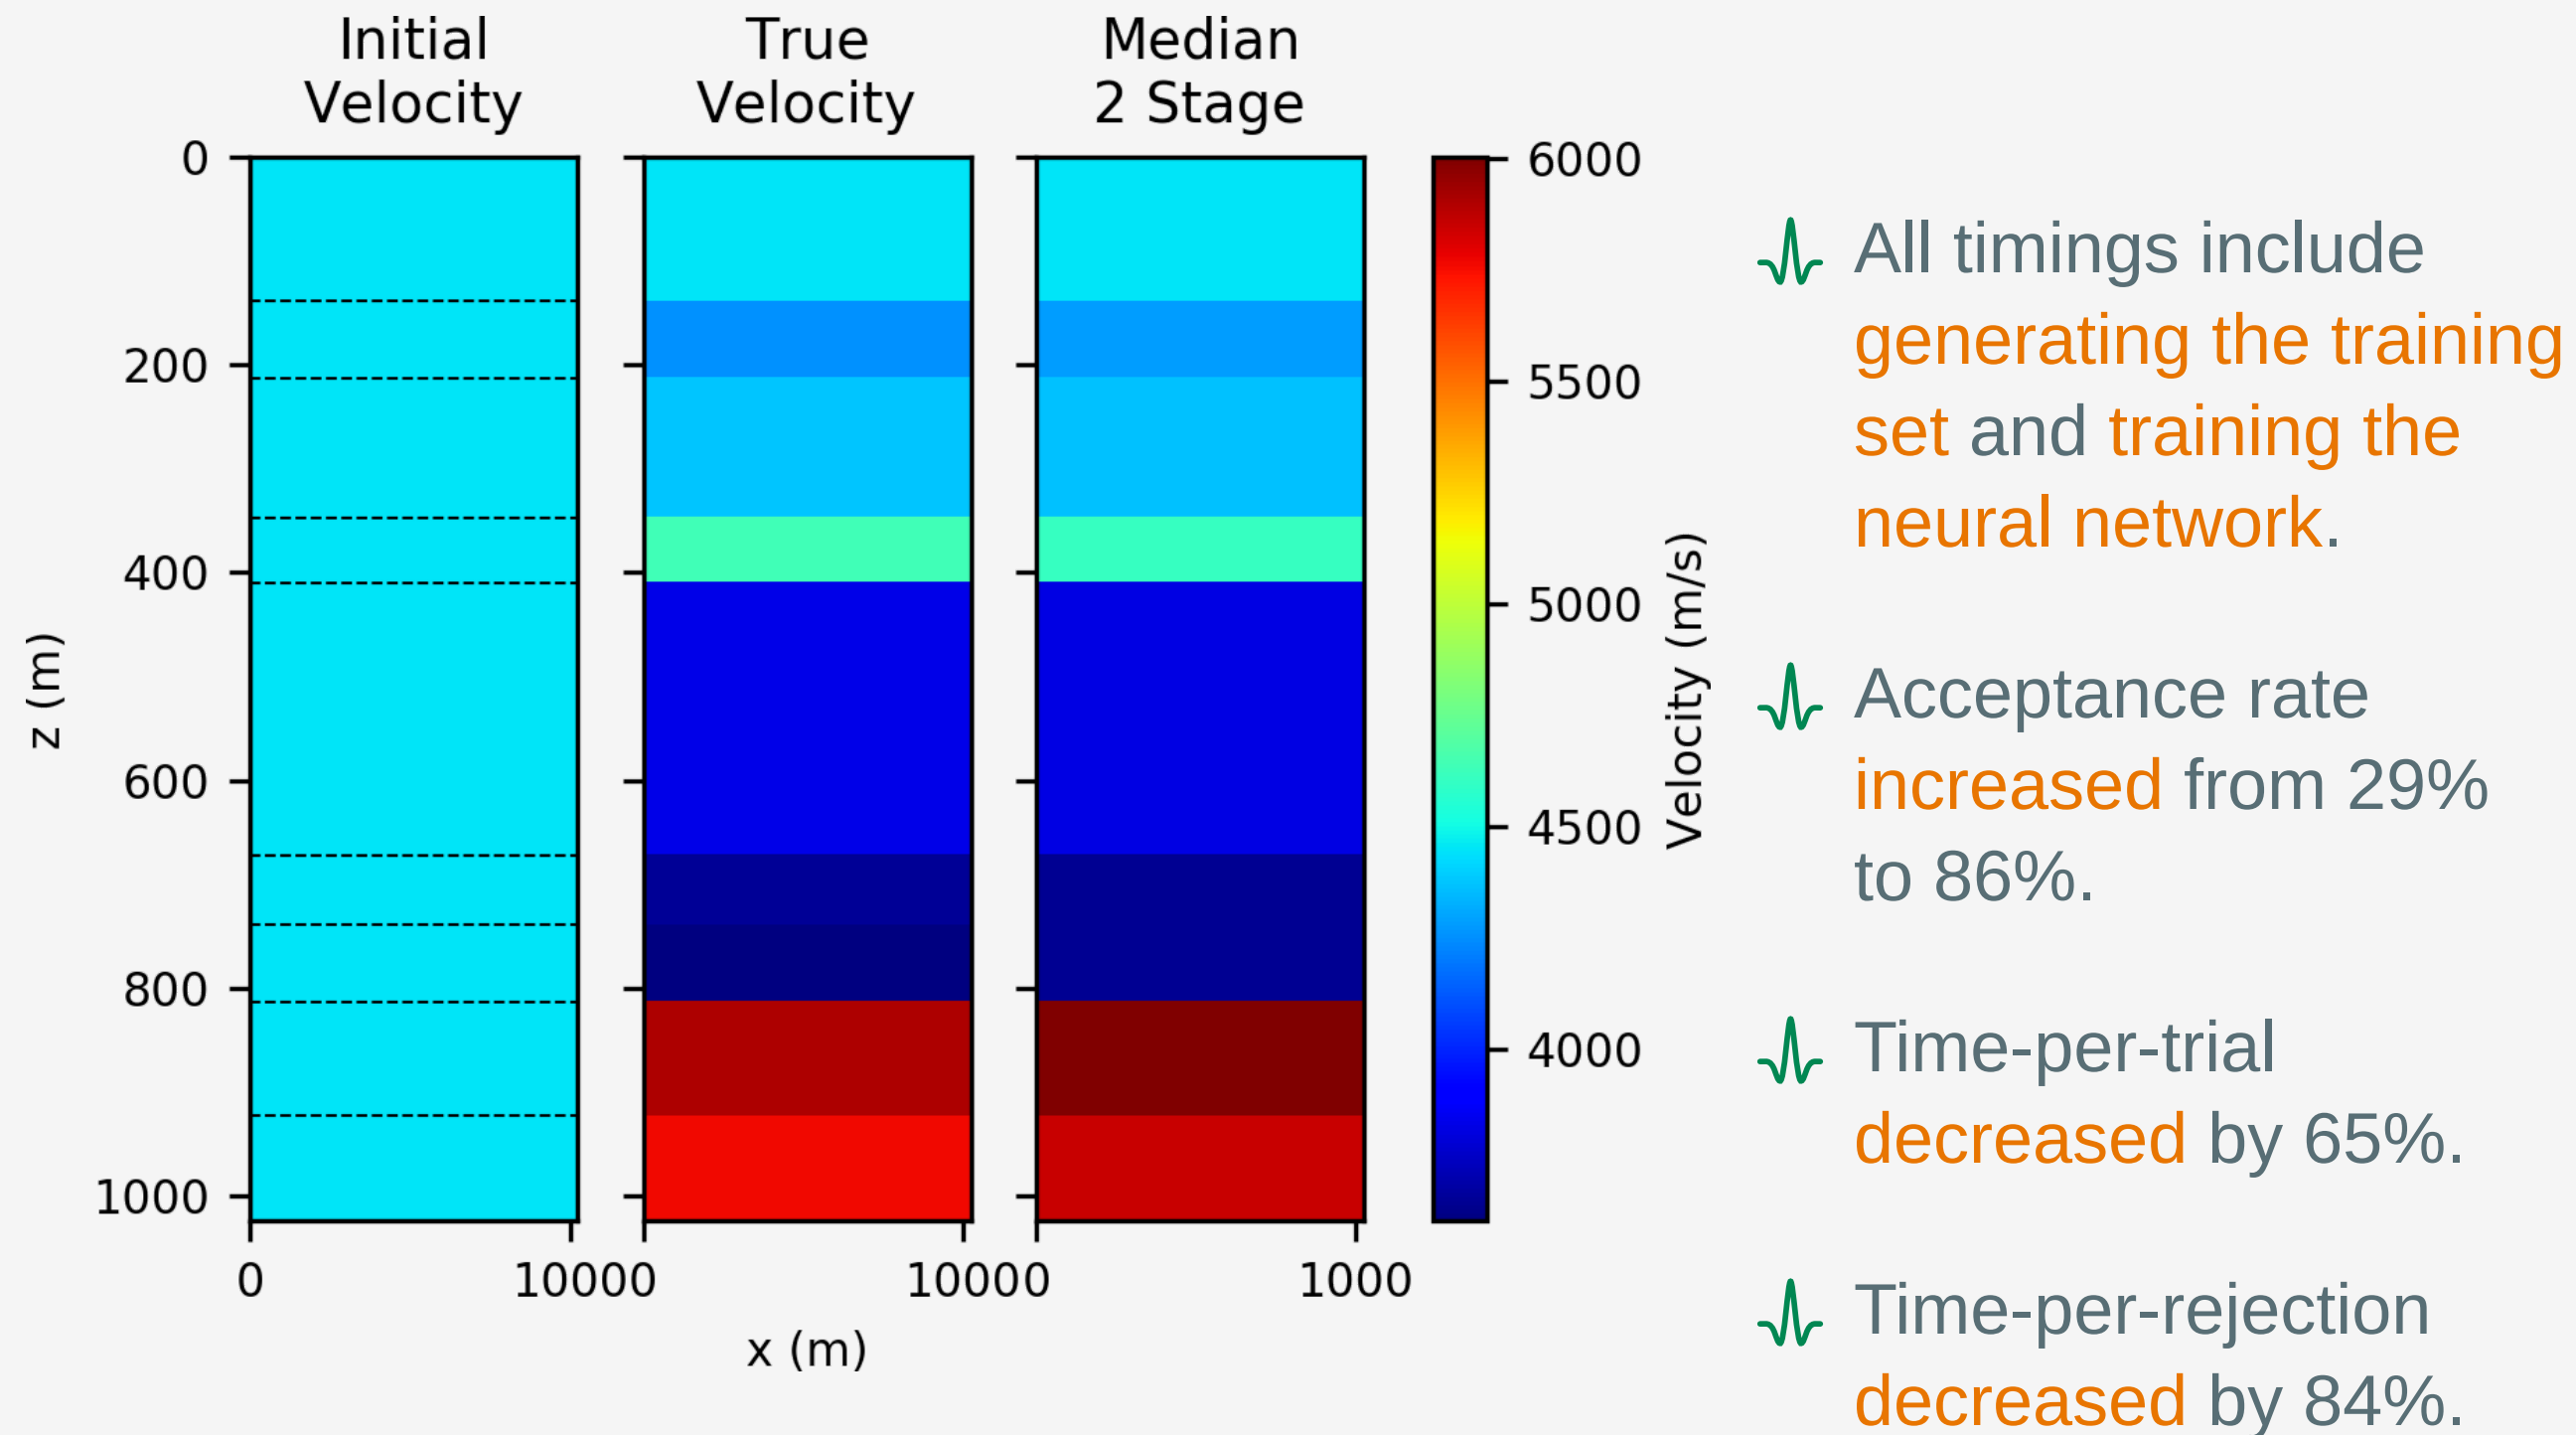 Initial
Velocity
True
Velocity
Median
2 Stage
0
200
400
600
800
1000
z (m)
0
10000
10000
1000
x (m)
6000
5500
5000
4500
4000
Velocity (m/s)
All timings include
generating the training
set and training the
neural network.
Acceptance rate
increased from 29%
to 86%.
Time-per-trial
decreased by 65%.
Time-per-rejection
decreased by 84%.